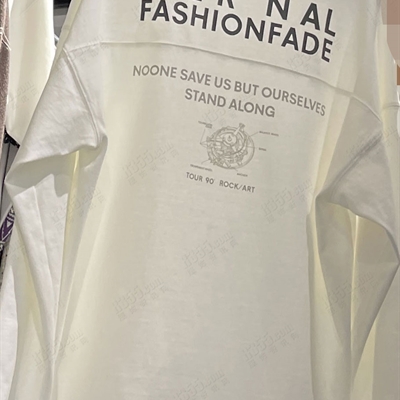 FASHIONFADE
NOONE SAVE US BUT OURSELVES
STAND ALONG
TOUR 90' ROCK/ART